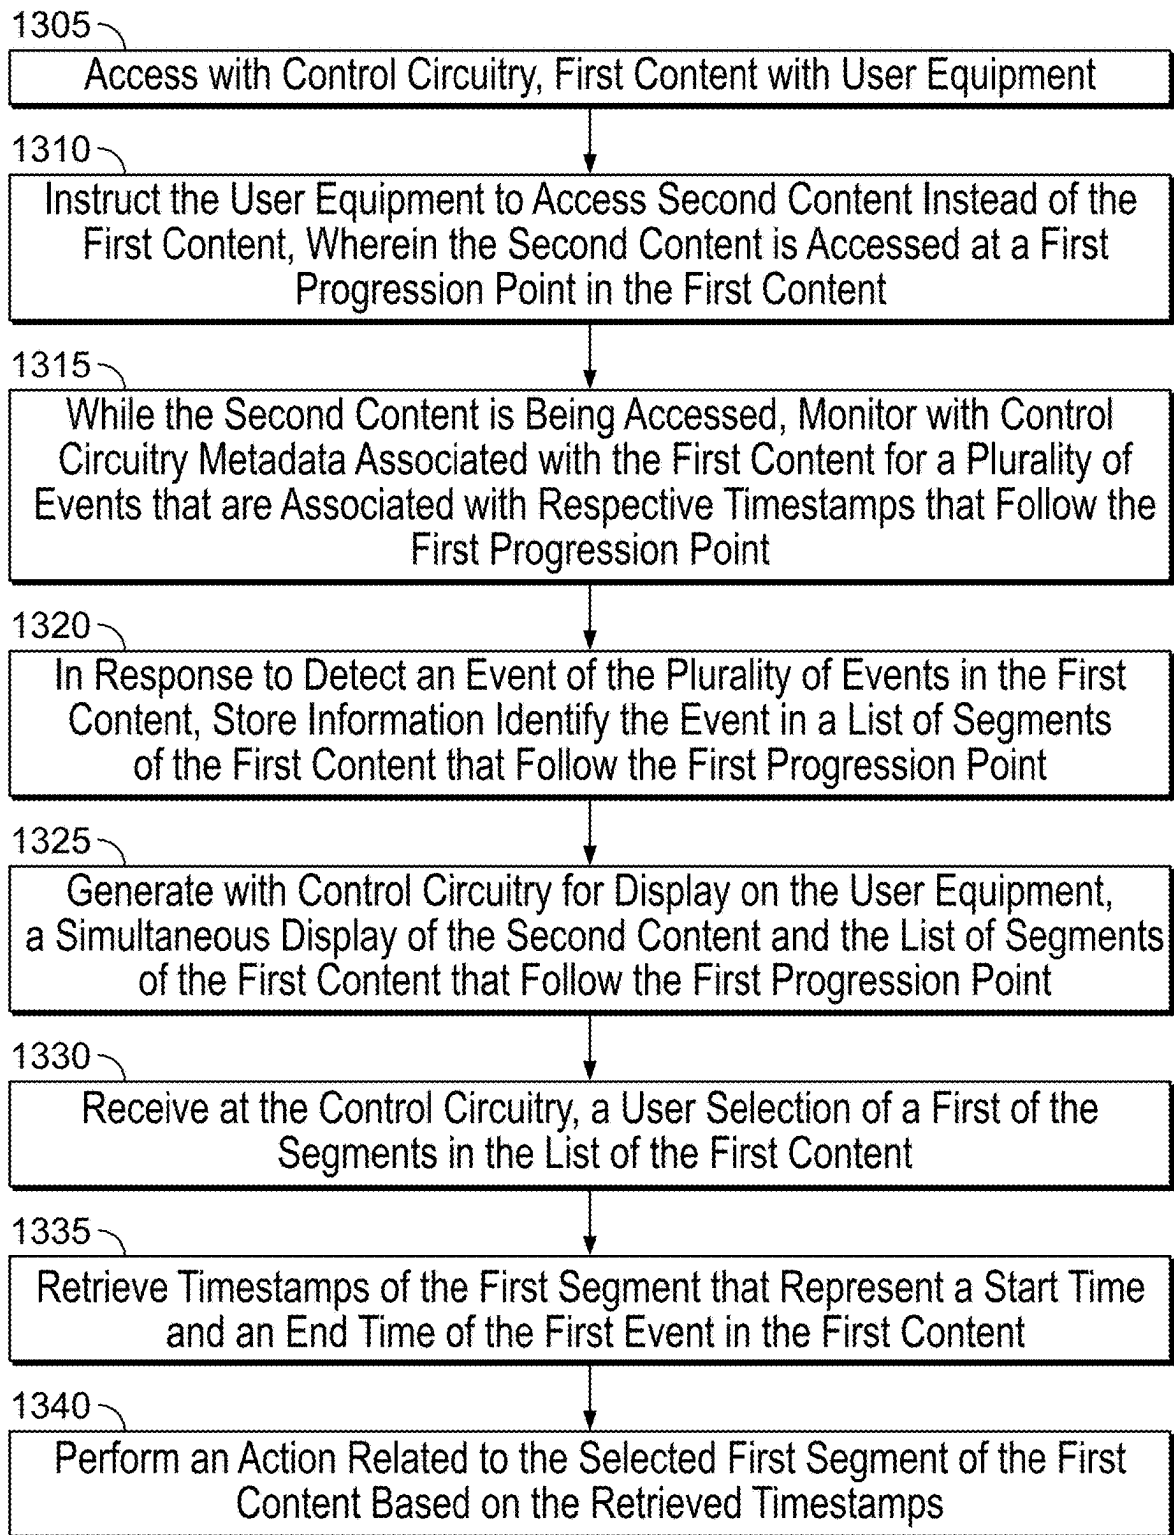 1305
Access with Control Circuitry, First Content with User Equipment
1310
Instruct the User Equipment to Access Second Content Instead of the
First Content, Wherein the Second Content is Accessed at a First
Progression Point in the First Content
1315
While the Second Content is Being Accessed, Monitor with Control
Circuitry Metadata Associated with the First Content for a Plurality of
Events that are Associated with Respective Timestamps that Follow the
First Progression Point
1320
In Response to Detect an Event of the Plurality of Events in the First
Content, Store Information Identify the Event in a List of Segments
of the First Content that Follow the First Progression Point
1325
Generate with Control Circuitry for Display on the User Equipment,
a Simultaneous Display of the Second Content and the List of Segments
of the First Content that Follow the First Progression Point
1330
Receive at the Control Circuitry, a User Selection of a First of the
Segments in the List of the First Content
1335
Retrieve Timestamps of the First Segment that Represent a Start Time
and an End Time of the First Event in the First Content
1340
Perform an Action Related to the Selected First Segment of the First
Content Based on the Retrieved Timestamps